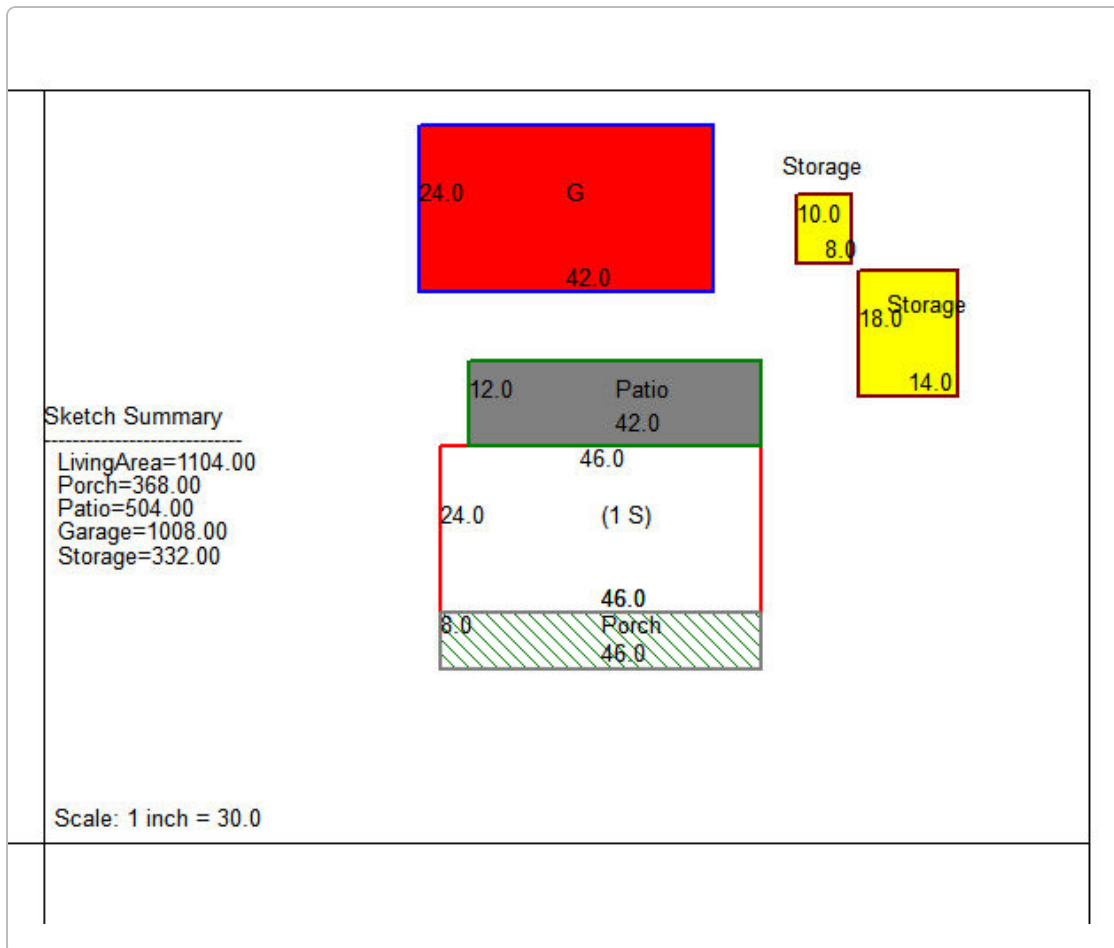 Storage
10.0
8.0
24.0 G
42.0
Storage
18.0
14.0
12.0 Patio
42.0
Sketch Summary
----------------------------
LivingArea=1104.00
Porch=368.00
Patio=504.00
Garage=1008.00
Storage=332.00
46.0
24.0 (1 S)
46.0
8.0 Porch
46.0
Scale: 1 inch = 30.0